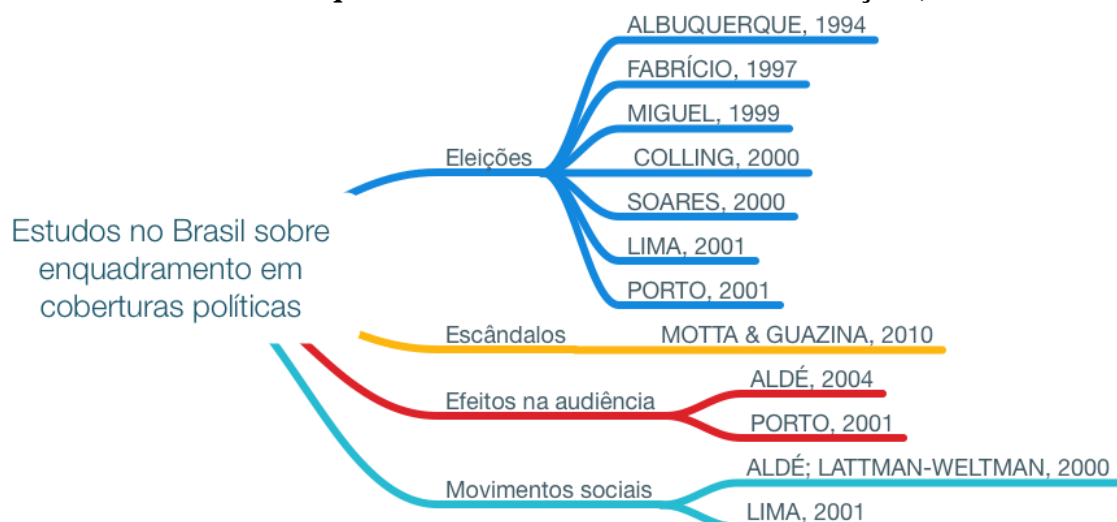 Estudos no Brasil sobre
enquadramento em
coberturas políticas
Eleições
ALBUQUERQUE, 1994
FABRÍCIO, 1997
MIGUEL, 1999
COLLING, 2000
SOARES, 2000
LIMA, 2001
PORTO, 2001
Escândalos
MOTTA & GUAZINA, 2010
Efeitos na audiência
ALDÉ, 2004
PORTO, 2001
Movimentos sociais
ALDÉ; LATTMAN-WELTMAN, 2000
LIMA, 2001